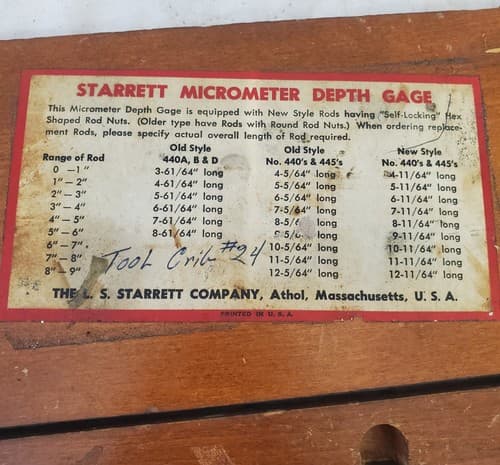 STARRETT MICROMETER DEPTH GAGE
This Micrometer Depth Gage is equipped with New Style Rods having "Self-Locking" Hex
Shaped Rod Nuts. (Older type have Rods with Round Rod Nuts.) When ordering replace-
ment Rods, please specify actual overall length of Rod required.
Old Style Old Style New Style
Range of Rod 440A, B & D No. 440's & 445's No. 440's & 445's
0 -1" 3-61/64" long 4-5/64" long 4-11/64" long
1"-2" 4-61/64" long 5-5/64" long 5-11/64" long
2"-3" 5-61/64" long 6-5/64" long 6-11/64" long
3"-4" 6-61/64" long 7-5/64" long 7-11/64" long
4"-5" 7-61/64" long 8-5/64" long 8-11/64" long
5"-6" 8-61/64" long long 9-11/64" long
6"-7" 10-5/64" long 10-11/64" long
7"-8" Tool Crib #24 11-5/64" long 11-11/64" long
8"-9" 12-5/64" long 12-11/64" long
THE L. S. STARRETT COMPANY, Athol, Massachusetts, U. S. A.
PRINTED IN U. S. A.